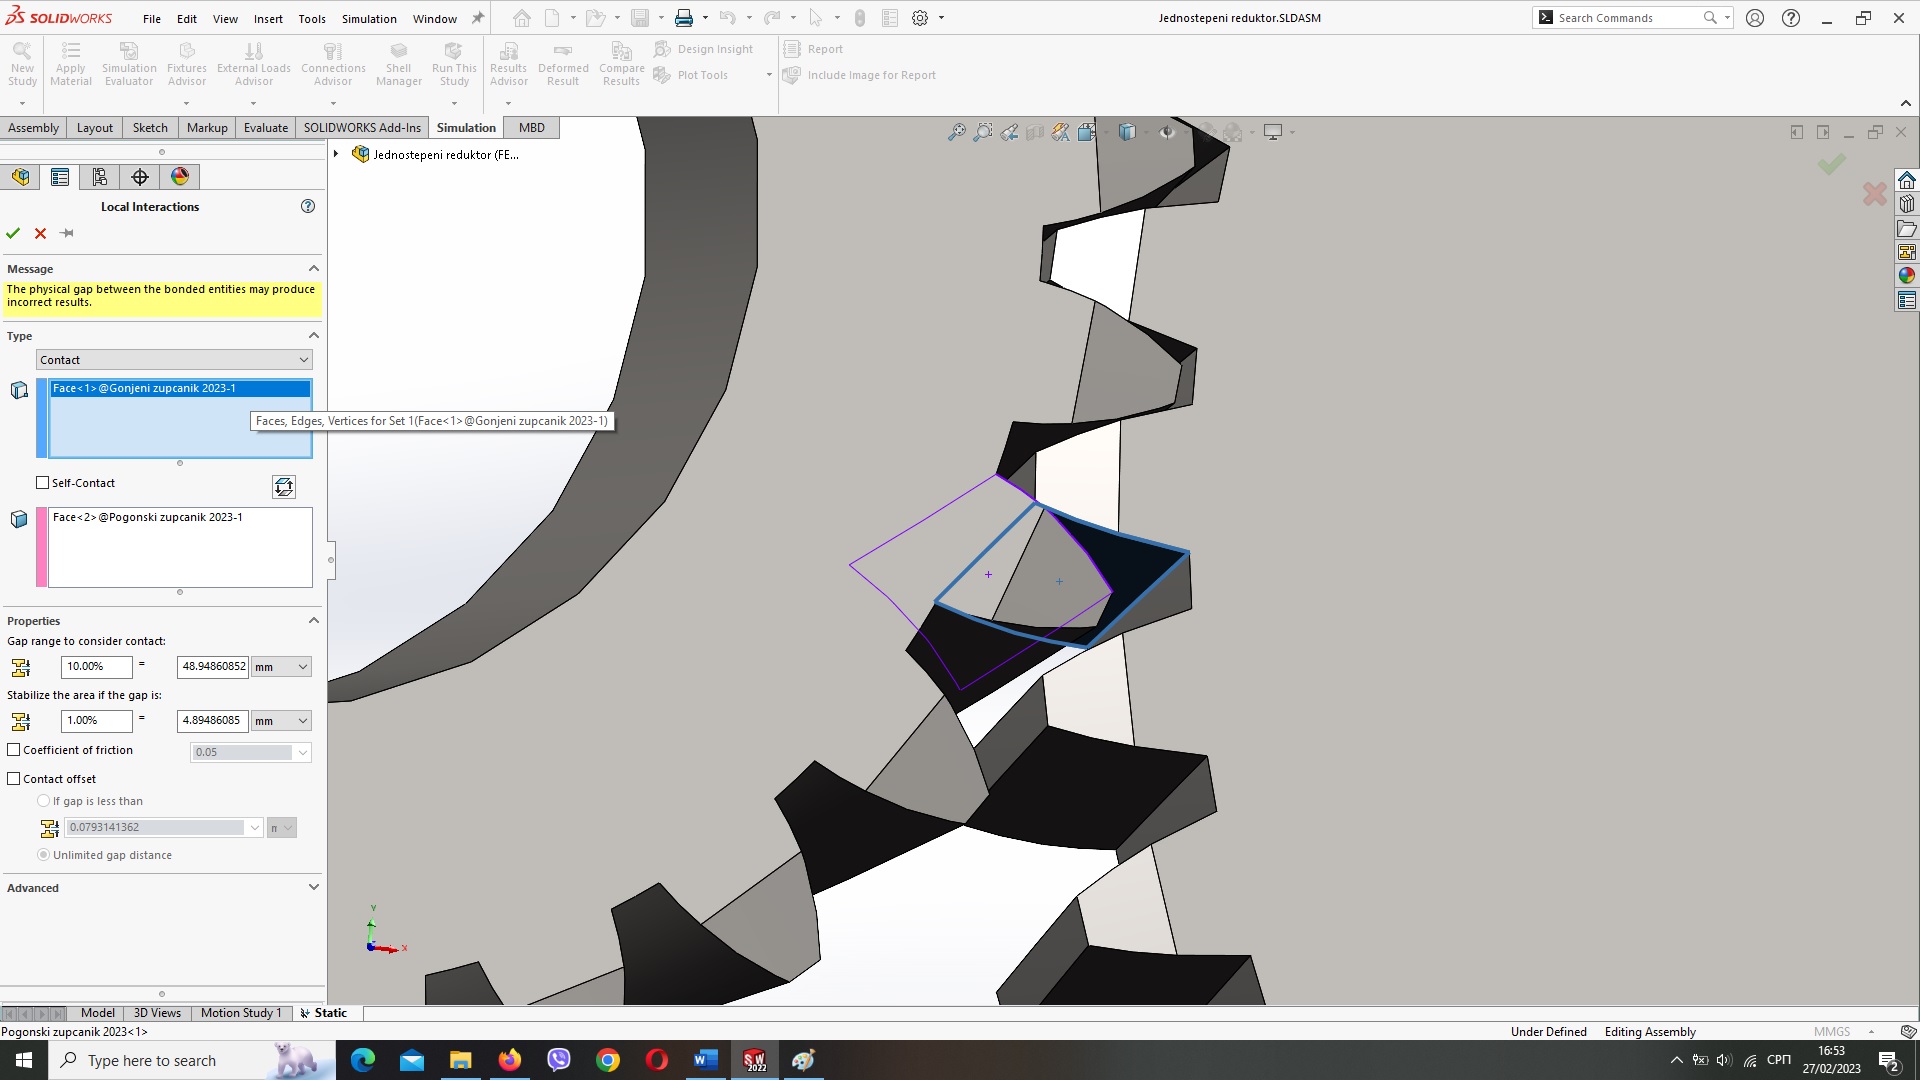 SOLIDWORKS File Edit View Insert Tools Simulation Window Jednostepeni reduktor.SLDASM Search Commands
New Study Apply Material Simulation Evaluator Fixtures Advisor External Loads Advisor Connections Advisor Shell Manager Run This Study Results Advisor Deformed Result Compare Results Design Insight Report
Plot Tools Include Image for Report
Assembly Layout Sketch Markup Evaluate SOLIDWORKS Add-Ins Simulation MBD
Jednostepeni reduktor (FE...
Local Interactions
Message
The physical gap between the bonded entities may produce
incorrect results.
Type
Contact
Face<1>@Gonjeni zupcanik 2023-1
Faces, Edges, Vertices for Set 1(Face<1>@Gonjeni zupcanik 2023-1)
Self-Contact
Face<2>@Pogonski zupcanik 2023-1
Properties
Gap range to consider contact:
10.00% = 48.94860852 mm
Stabilize the area if the gap is:
1.00% = 4.89486085 mm
Coefficient of friction 0.05
Contact offset
If gap is less than
0.0793141362 n
Unlimited gap distance
Advanced
Y
X
Model 3D Views Motion Study 1 Static
Pogonski zupcanik 2023<1> Under Defined Editing Assembly MMGS
Type here to search W SW 2022 СРП 16:53
27/02/2023 2